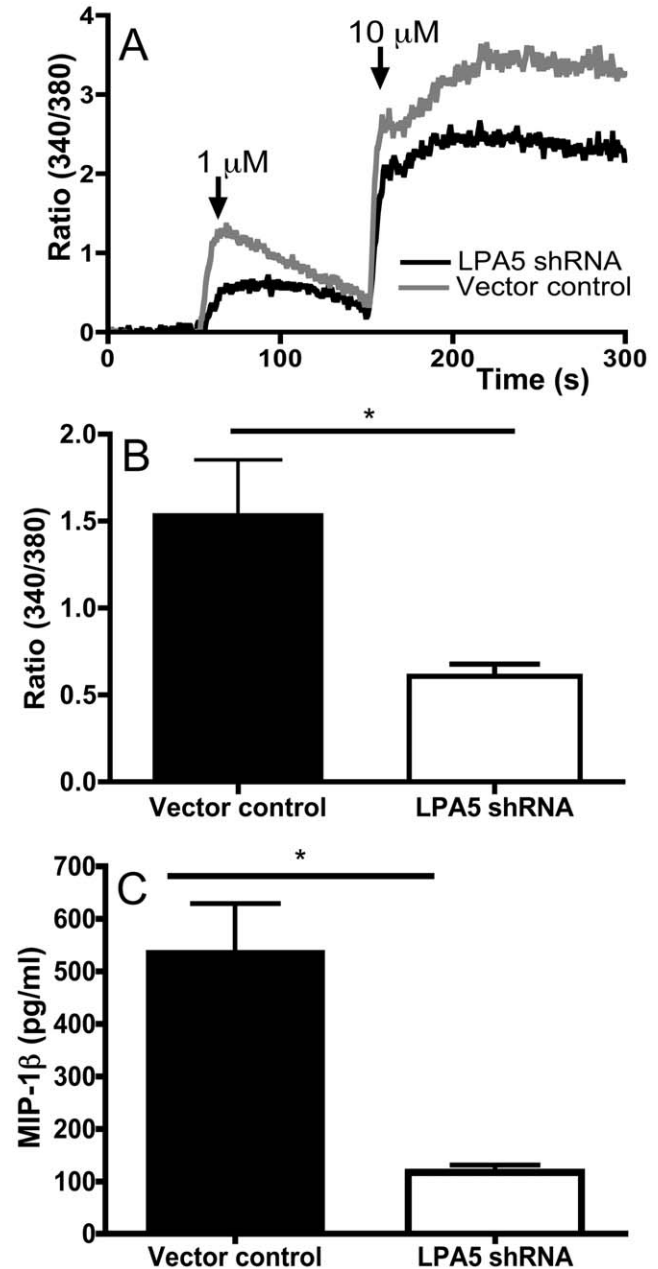 A
Ratio (340/380)
4
3
2
1
0
10 μM
1 μM
LPA5 shRNA
Vector control
0
100
200
300
Time (s)
B
*
Ratio (340/380)
2.0
1.5
1.0
0.5
0.0
Vector control
LPA5 shRNA
C
*
MIP-1β (pg/ml)
700
600
500
400
300
200
100
0
Vector control
LPA5 shRNA